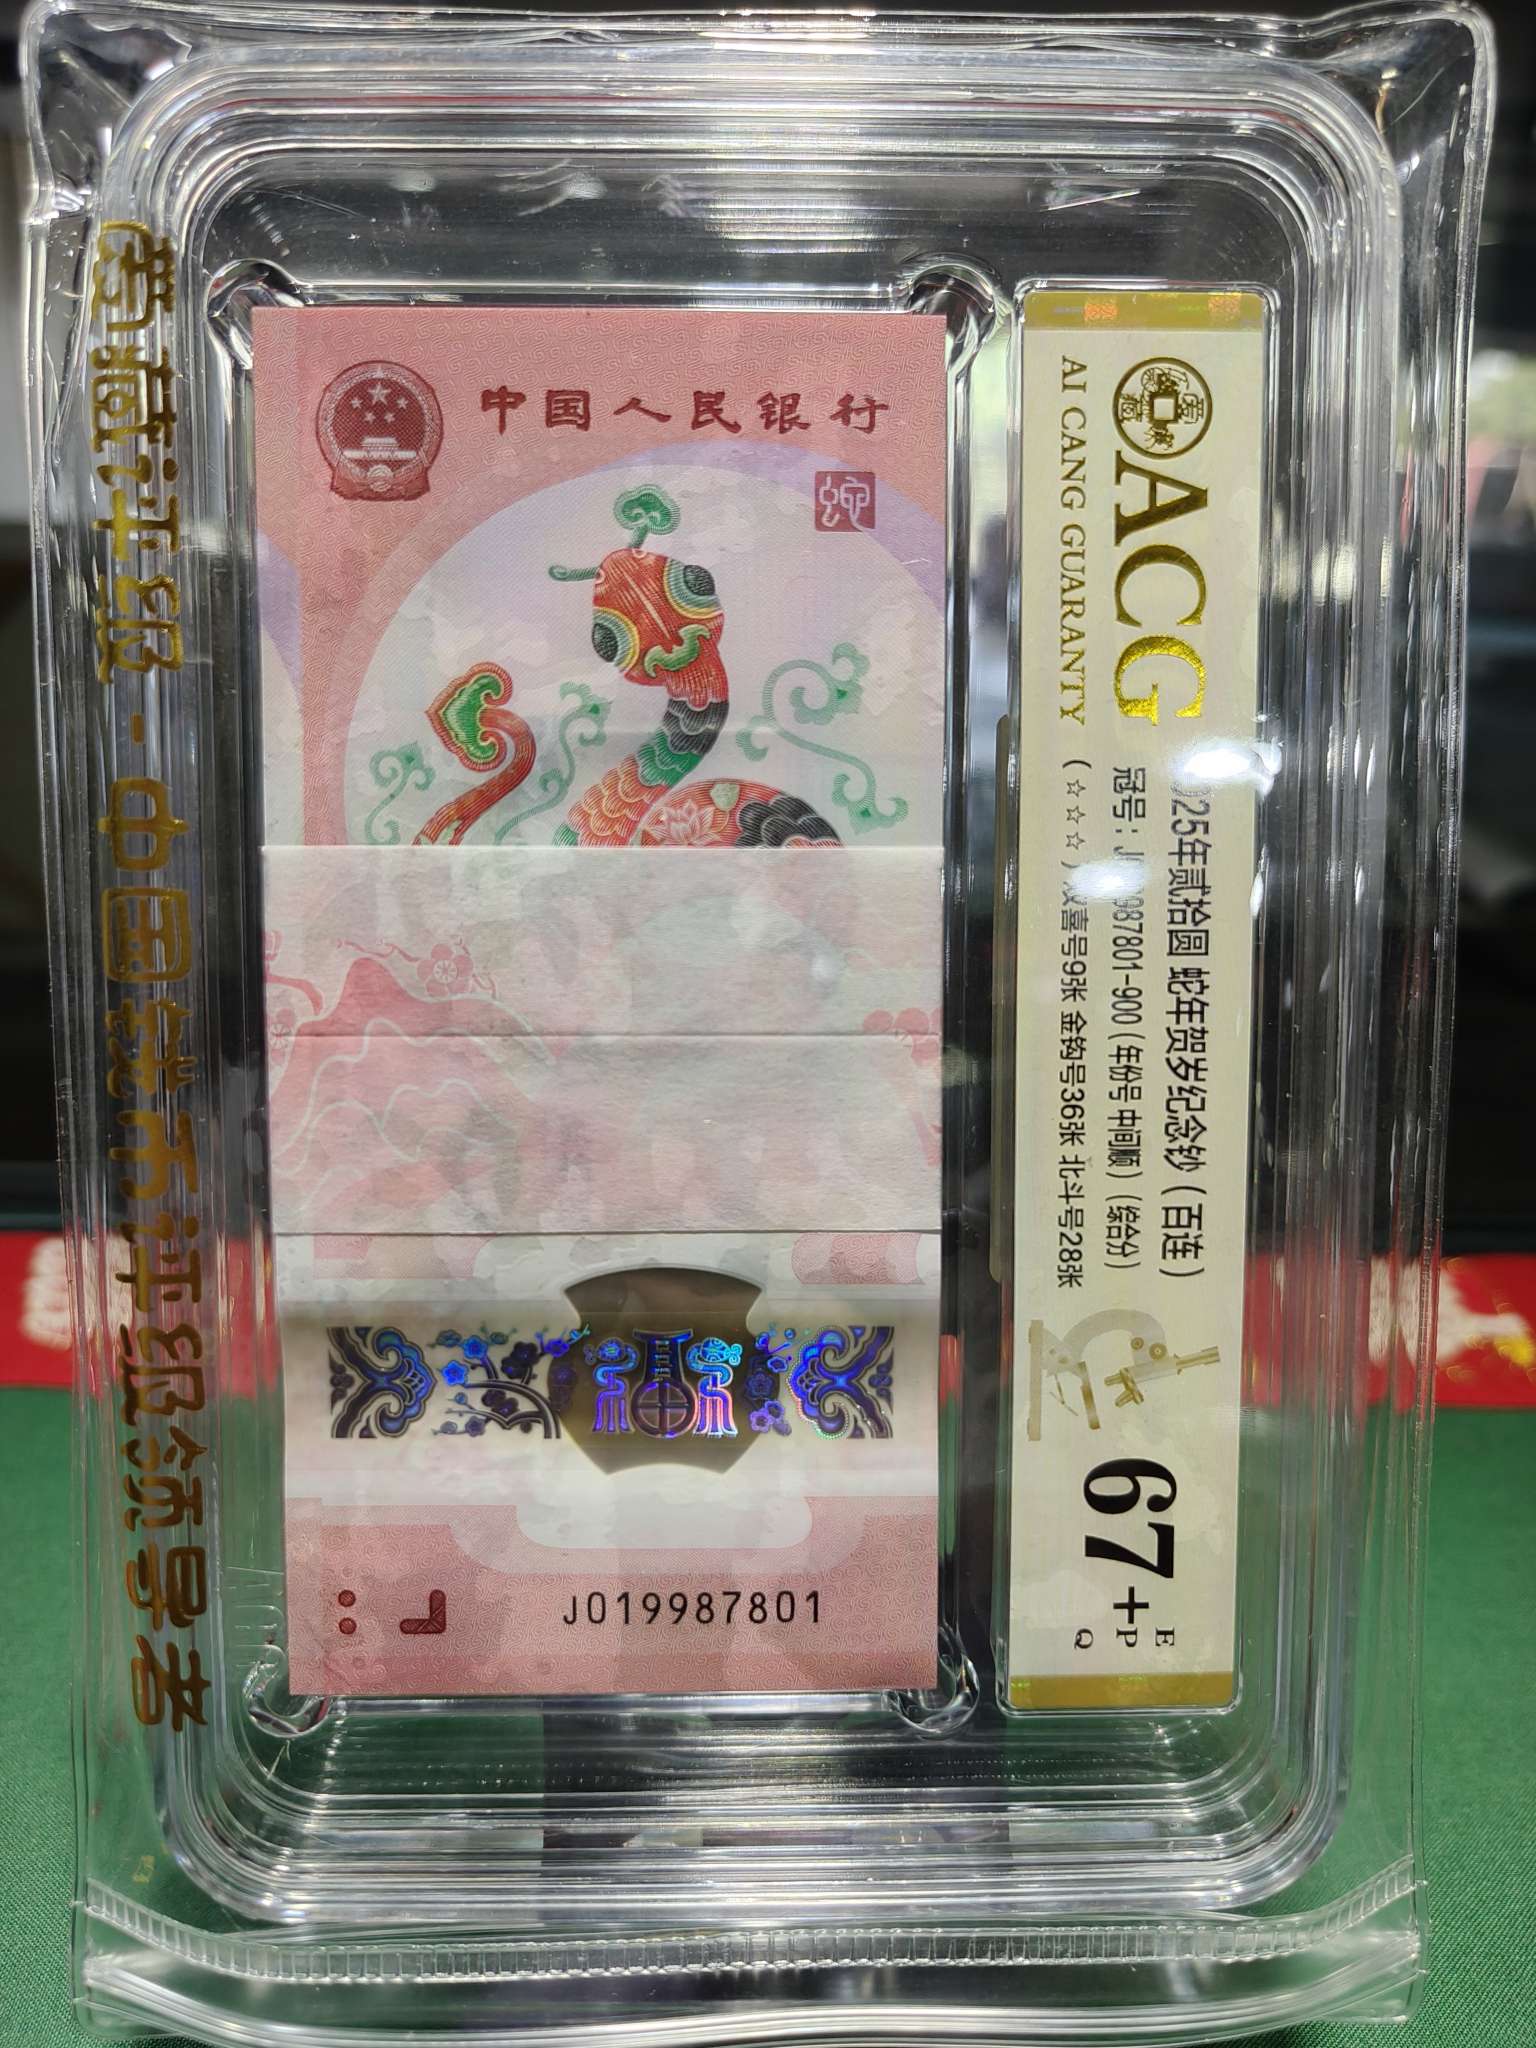 中国人民银行
蛇
J019987801
ACG
AI CANG GUARANTY
025年贰拾圆 蛇年贺岁纪念钞(百连)
冠号: J 987801-900(年份号 中间顺)(综合分)
(☆☆☆) 双喜号9张 金钩号36张 北斗号28张
67+
E
P
Q
爱藏评级-中国钱币评级领导者